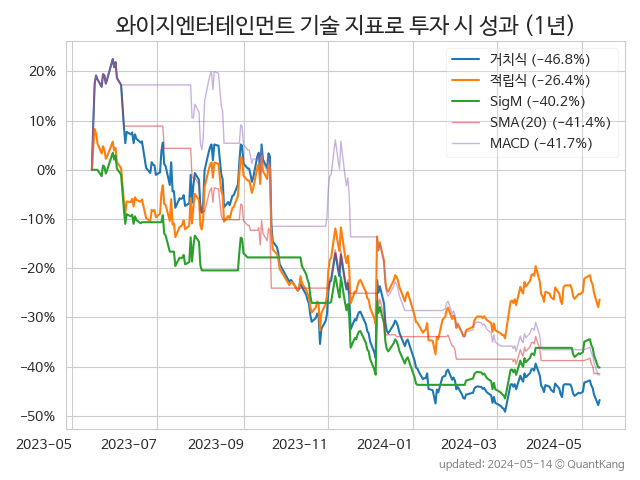 와이지엔터테인먼트 기술 지표로 투자 시 성과 (1년)
거치식 (−46.8%)
적립식 (−26.4%)
SigM (−40.2%)
SMA(20) (−41.4%)
MACD (−41.7%)
20%
10%
0%
−10%
−20%
−30%
−40%
−50%
2023−05
2023−07
2023−09
2023−11
2024−01
2024−03
2024−05
updated: 2024−05−14 © QuantKang